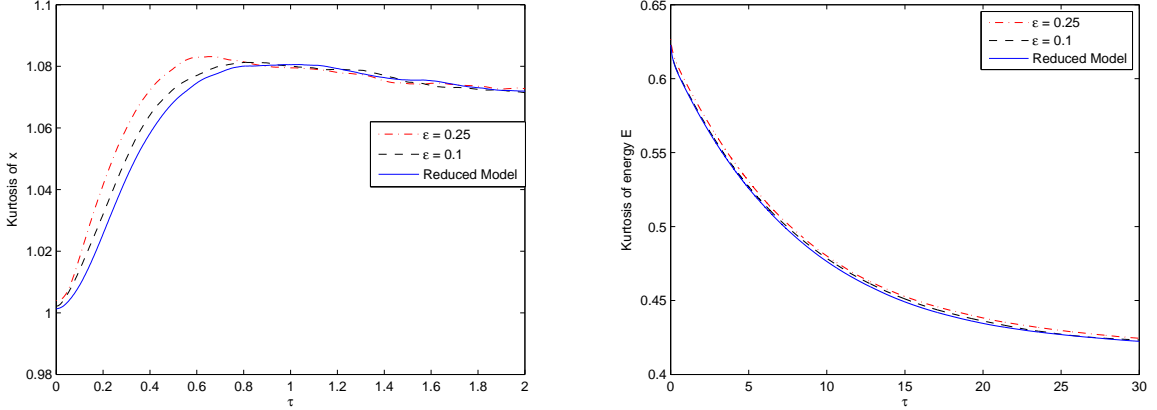 1.1
1.08
1.06
1.04
1.02
1
0.98
Kurtosis of x
0 0.2 0.4 0.6 0.8 1 1.2 1.4 1.6 1.8 2
τ
ε = 0.25
ε = 0.1
Reduced Model
0.65
0.6
0.55
0.5
0.45
0.4
Kurtosis of energy E
0 5 10 15 20 25 30
τ
ε = 0.25
ε = 0.1
Reduced Model